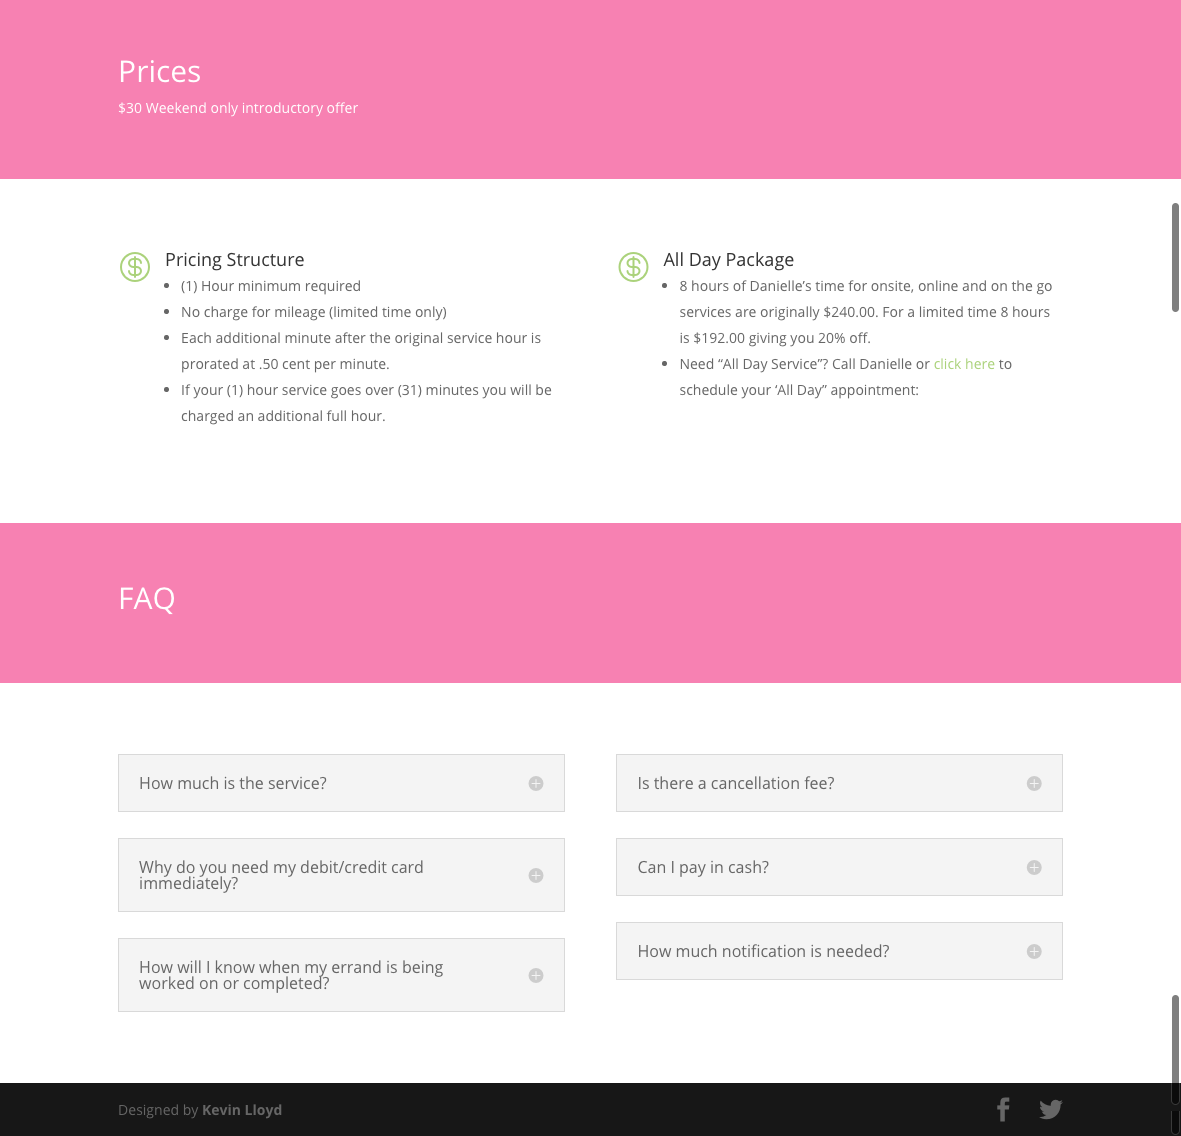 Prices
$30 Weekend only introductory offer
Pricing Structure
(1) Hour minimum required
No charge for mileage (limited time only)
Each additional minute after the original service hour is
prorated at .50 cent per minute.
If your (1) hour service goes over (31) minutes you will be
charged an additional full hour.
All Day Package
8 hours of Danielle’s time for onsite, online and on the go
services are originally $240.00. For a limited time 8 hours
is $192.00 giving you 20% off.
Need “All Day Service”? Call Danielle or click here to
schedule your ‘All Day” appointment:
FAQ
How much is the service?
Why do you need my debit/credit card
immediately?
How will I know when my errand is being
worked on or completed?
Is there a cancellation fee?
Can I pay in cash?
How much notification is needed?
Designed by Kevin Lloyd